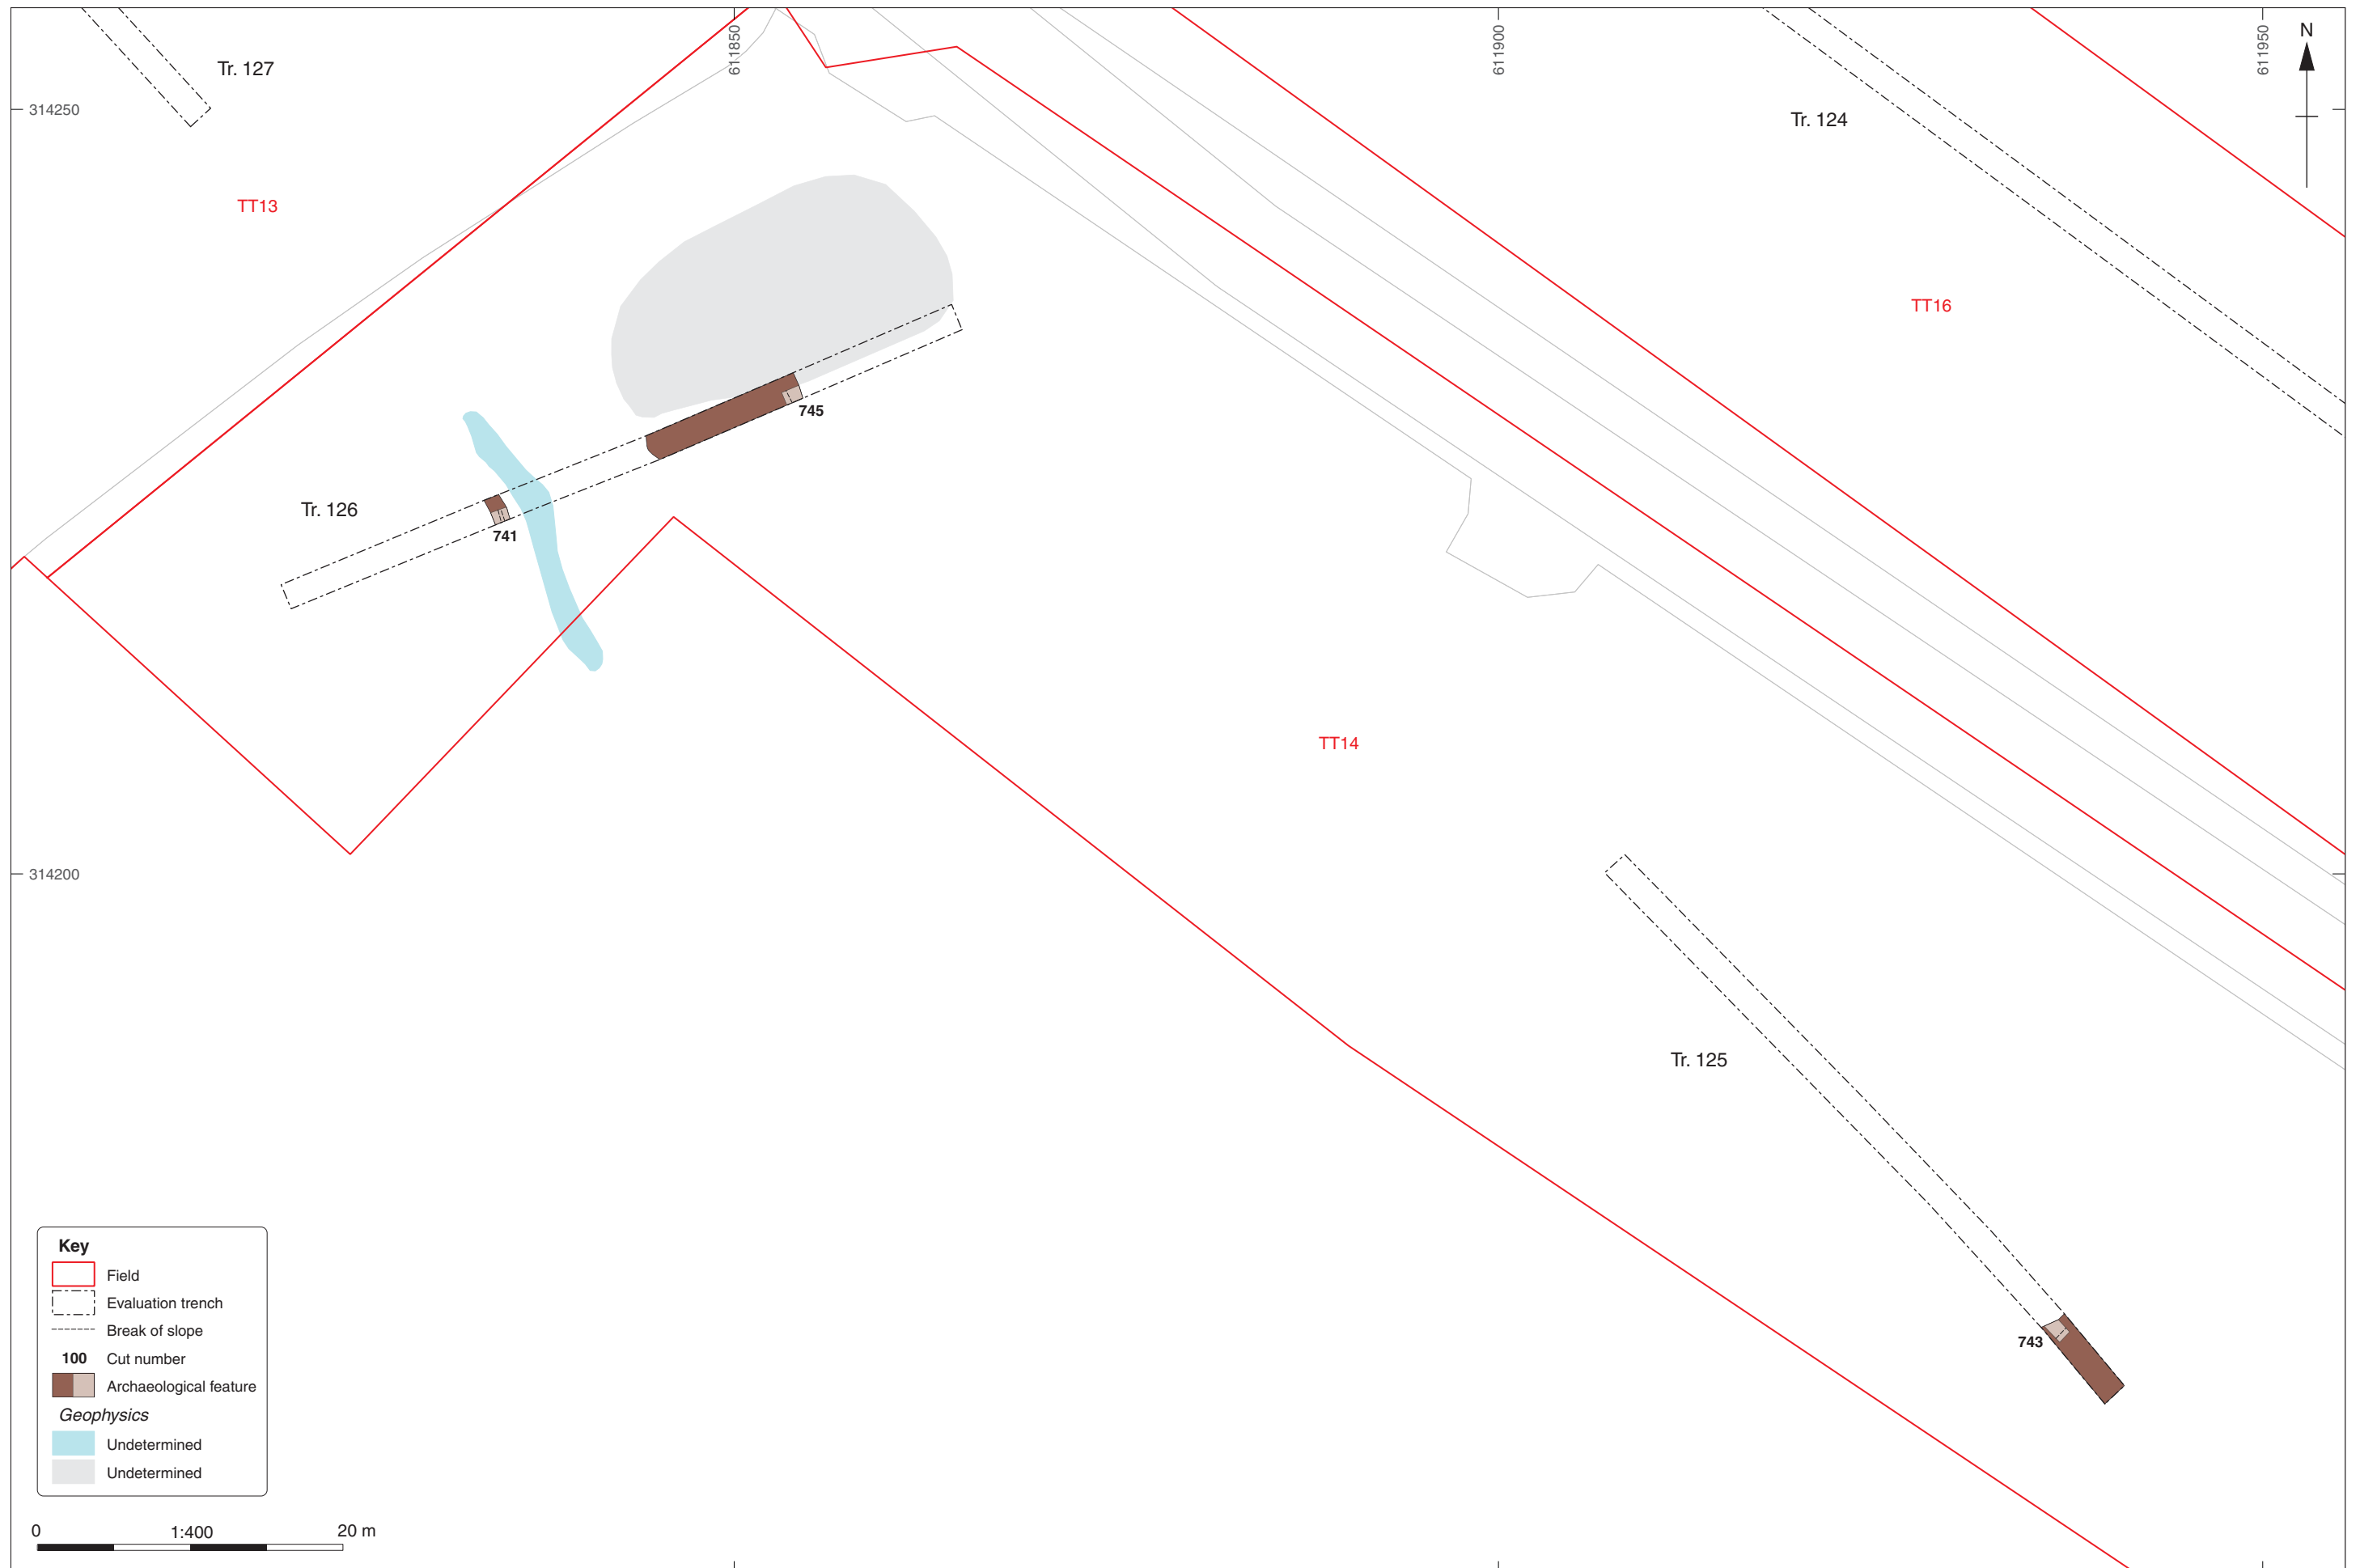 611850
611900
611950
N
Tr. 127
314250
Tr. 124
TT13
TT16
745
Tr. 126
741
TT14
314200
Tr. 125
743
Key
Field
Evaluation trench
Break of slope
100 Cut number
Archaeological feature
Geophysics
Undetermined
Undetermined
0 1:400 20 m